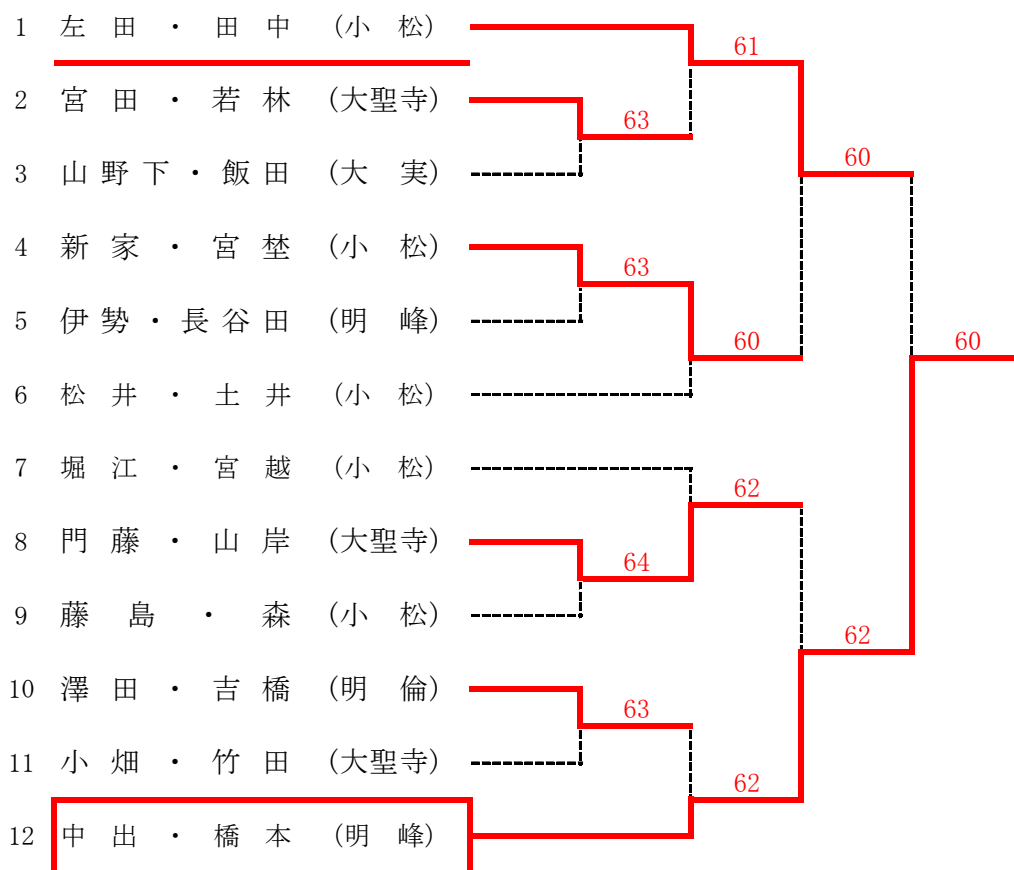 1 左田・田中 (小松)
61
2 宮田・若林 (大聖寺)
63
3 山野下・飯田 (大実)
60
4 新家・宮埜 (小松)
63
5 伊勢・長谷田 (明峰)
60
60
6 松井・土井 (小松)
7 堀江・宮越 (小松)
62
8 門藤・山岸 (大聖寺)
64
9 藤島・森 (小松)
62
10 澤田・吉橋 (明倫)
63
11 小畑・竹田 (大聖寺)
62
12 中出・橋本 (明峰)